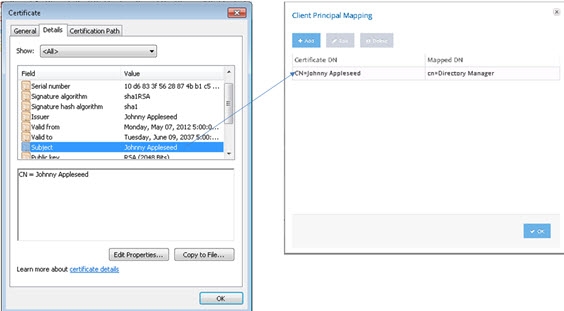 Certificate
General Details Certification Path
Show: <All>
Field Value
Serial number 10 d6 83 3f 56 28 87 4b b1 c5 ...
Signature algorithm sha1RSA
Signature hash algorithm sha1
Issuer Johnny Appleseed
Valid from Monday, May 07, 2012 5:00:0...
Valid to Tuesday, June 09, 2037 5:00:...
Subject Johnny Appleseed
Public key RSA (2048 Bits)
CN = Johnny Appleseed
Edit Properties... Copy to File...
Learn more about certificate details
OK
Client Principal Mapping
+ Add Edit Delete
Certificate DN Mapped DN
CN=Johnny Appleseed cn=Directory Manager
✓ OK